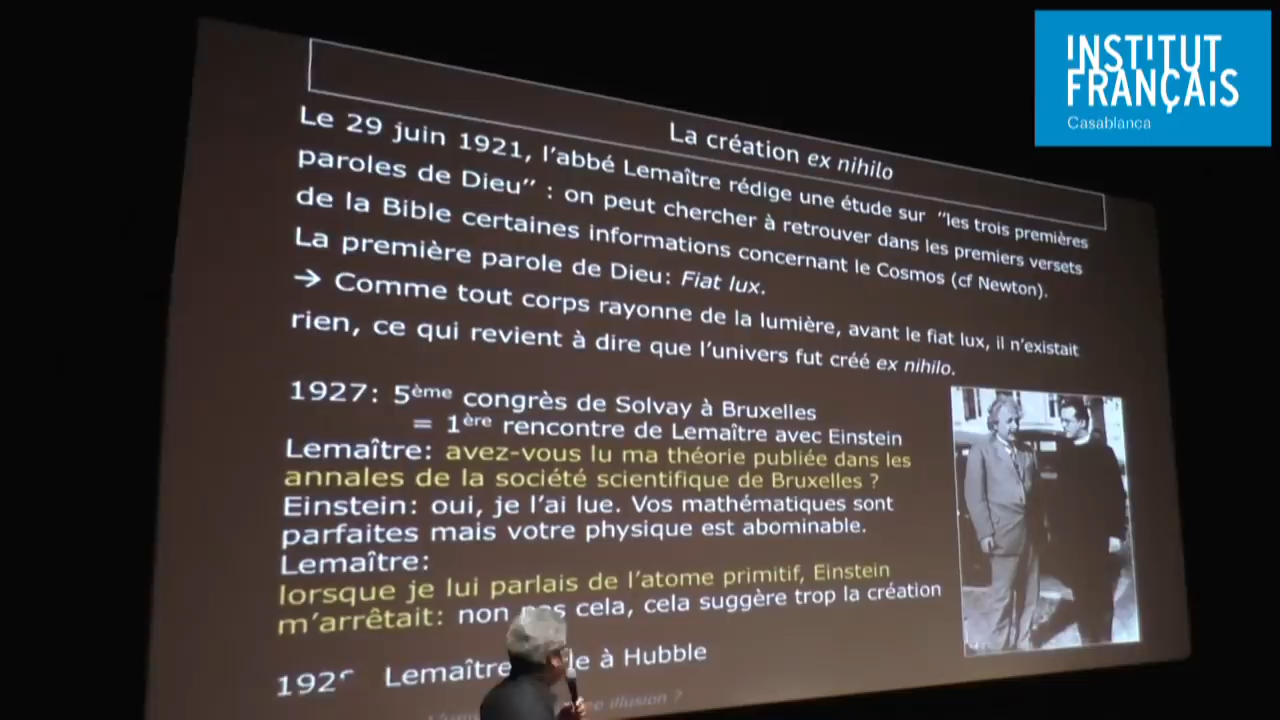 INSTITUT
FRANÇAIS
Casablanca
La création ex nihilo
Le 29 juin 1921, l'abbé Lemaître rédige une étude sur "les trois premières
paroles de Dieu" : on peut chercher à retrouver dans les premiers versets
de la Bible certaines informations concernant le Cosmos (cf Newton).
La première parole de Dieu: Fiat lux.
→ Comme tout corps rayonne de la lumière, avant le fiat lux, il n'existait
rien, ce qui revient à dire que l'univers fut créé ex nihilo.
1927: 5ème congrès de Solvay à Bruxelles
= 1ère rencontre de Lemaître avec Einstein
Lemaître: avez-vous lu ma théorie publiée dans les
annales de la société scientifique de Bruxelles ?
Einstein: oui, je l'ai lue. Vos mathématiques sont
parfaites mais votre physique est abominable.
Lemaître:
lorsque je lui parlais de l'atome primitif, Einstein
m'arrêtait: non pas cela, cela suggère trop la création
Lemaître à Hubble
illusion ?